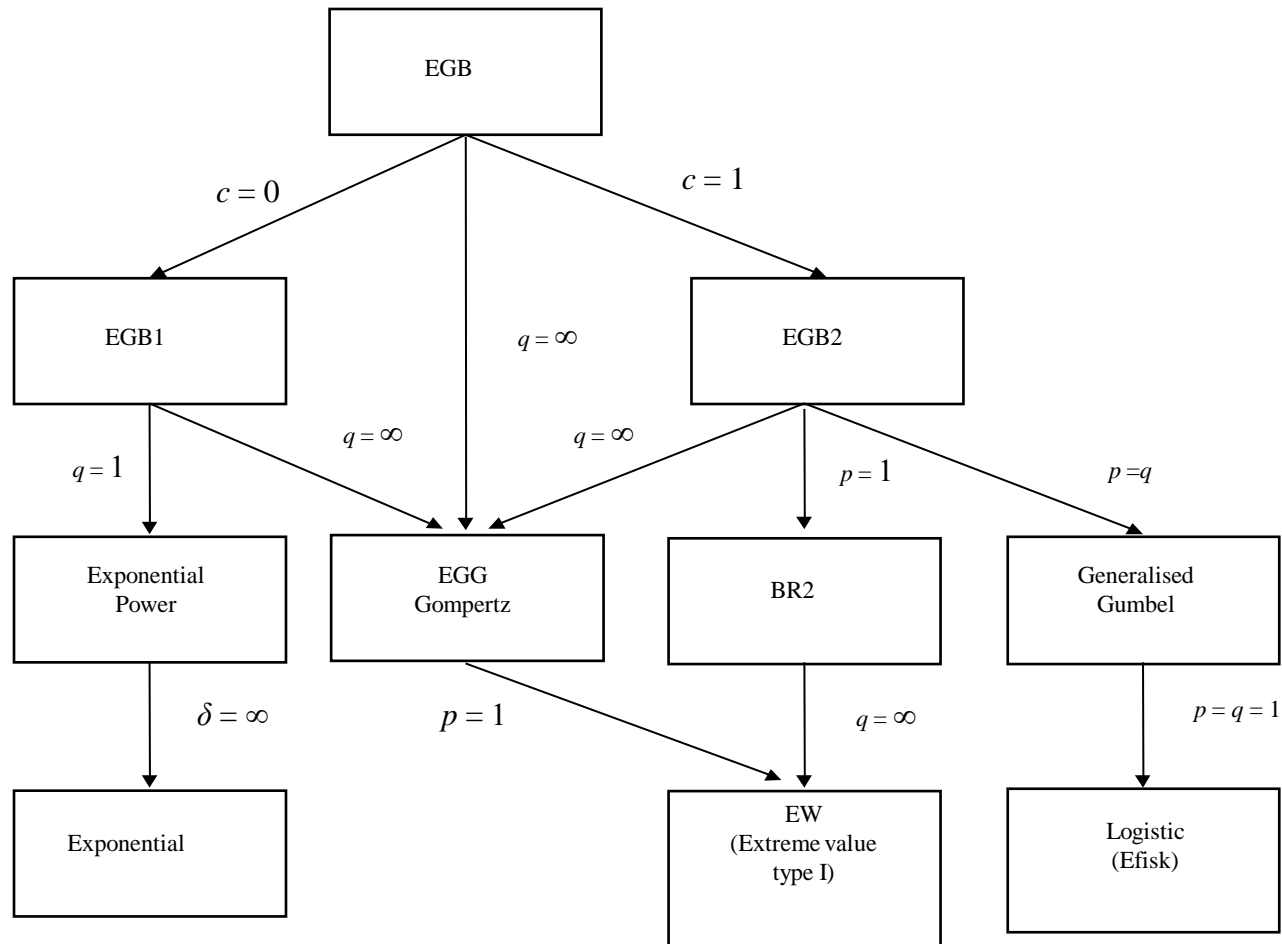 EGB
c = 0
c = 1
EGB1
q = ∞
EGB2
q = ∞
q = ∞
q = 1
p = 1
p =q
Exponential
Power
EGG
Gompertz
BR2
Generalised
Gumbel
δ = ∞
p = 1
q = ∞
p = q = 1
Exponential
EW
(Extreme value
type I)
Logistic
(Efisk)